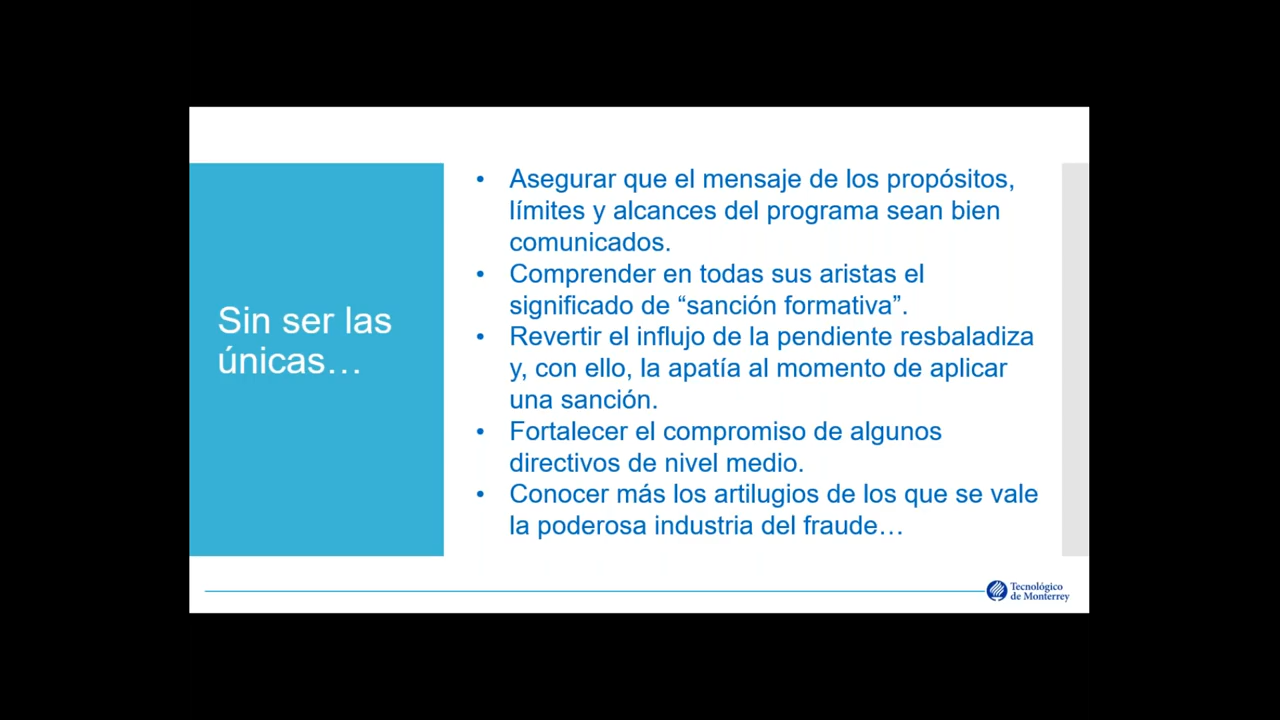 Sin ser las
únicas…
• Asegurar que el mensaje de los propósitos,
límites y alcances del programa sean bien
comunicados.
• Comprender en todas sus aristas el
significado de “sanción formativa”.
• Revertir el influjo de la pendiente resbaladiza
y, con ello, la apatía al momento de aplicar
una sanción.
• Fortalecer el compromiso de algunos
directivos de nivel medio.
• Conocer más los artilugios de los que se vale
la poderosa industria del fraude…
Tecnológico
de Monterrey